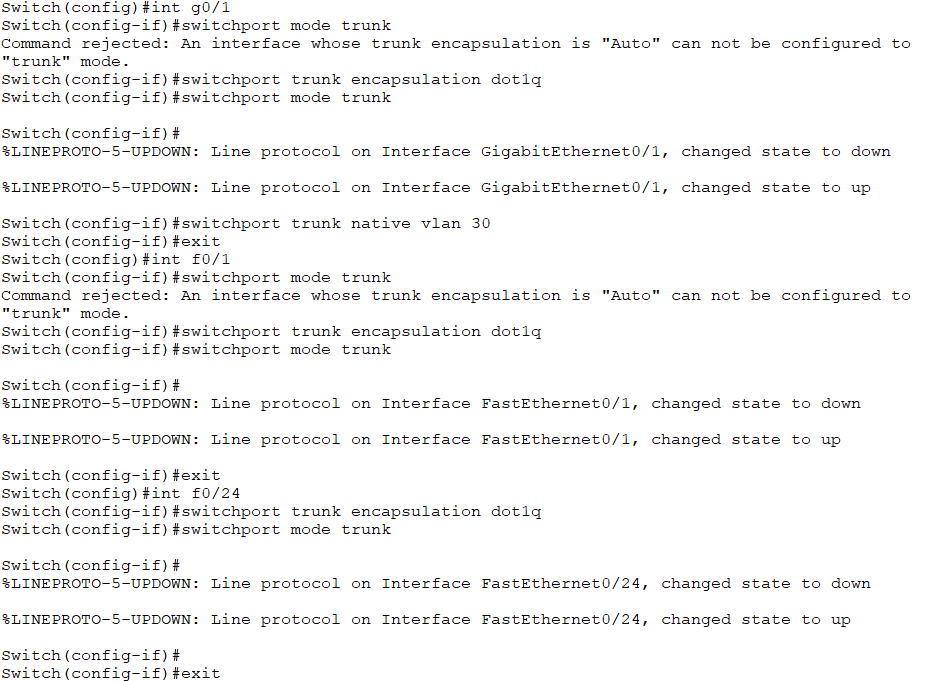 Switch(config)#int g0/1
Switch(config-if)#switchport mode trunk
Command rejected: An interface whose trunk encapsulation is "Auto" can not be configured to
"trunk" mode.
Switch(config-if)#switchport trunk encapsulation dot1q
Switch(config-if)#switchport mode trunk
Switch(config-if)#
%LINEPROTO-5-UPDOWN: Line protocol on Interface GigabitEthernet0/1, changed state to down
%LINEPROTO-5-UPDOWN: Line protocol on Interface GigabitEthernet0/1, changed state to up
Switch(config-if)#switchport trunk native vlan 30
Switch(config-if)#exit
Switch(config)#int f0/1
Switch(config-if)#switchport mode trunk
Command rejected: An interface whose trunk encapsulation is "Auto" can not be configured to
"trunk" mode.
Switch(config-if)#switchport trunk encapsulation dot1q
Switch(config-if)#switchport mode trunk
Switch(config-if)#
%LINEPROTO-5-UPDOWN: Line protocol on Interface FastEthernet0/1, changed state to down
%LINEPROTO-5-UPDOWN: Line protocol on Interface FastEthernet0/1, changed state to up
Switch(config-if)#exit
Switch(config)#int f0/24
Switch(config-if)#switchport trunk encapsulation dot1q
Switch(config-if)#switchport mode trunk
Switch(config-if)#
%LINEPROTO-5-UPDOWN: Line protocol on Interface FastEthernet0/24, changed state to down
%LINEPROTO-5-UPDOWN: Line protocol on Interface FastEthernet0/24, changed state to up
Switch(config-if)#
Switch(config-if)#exit